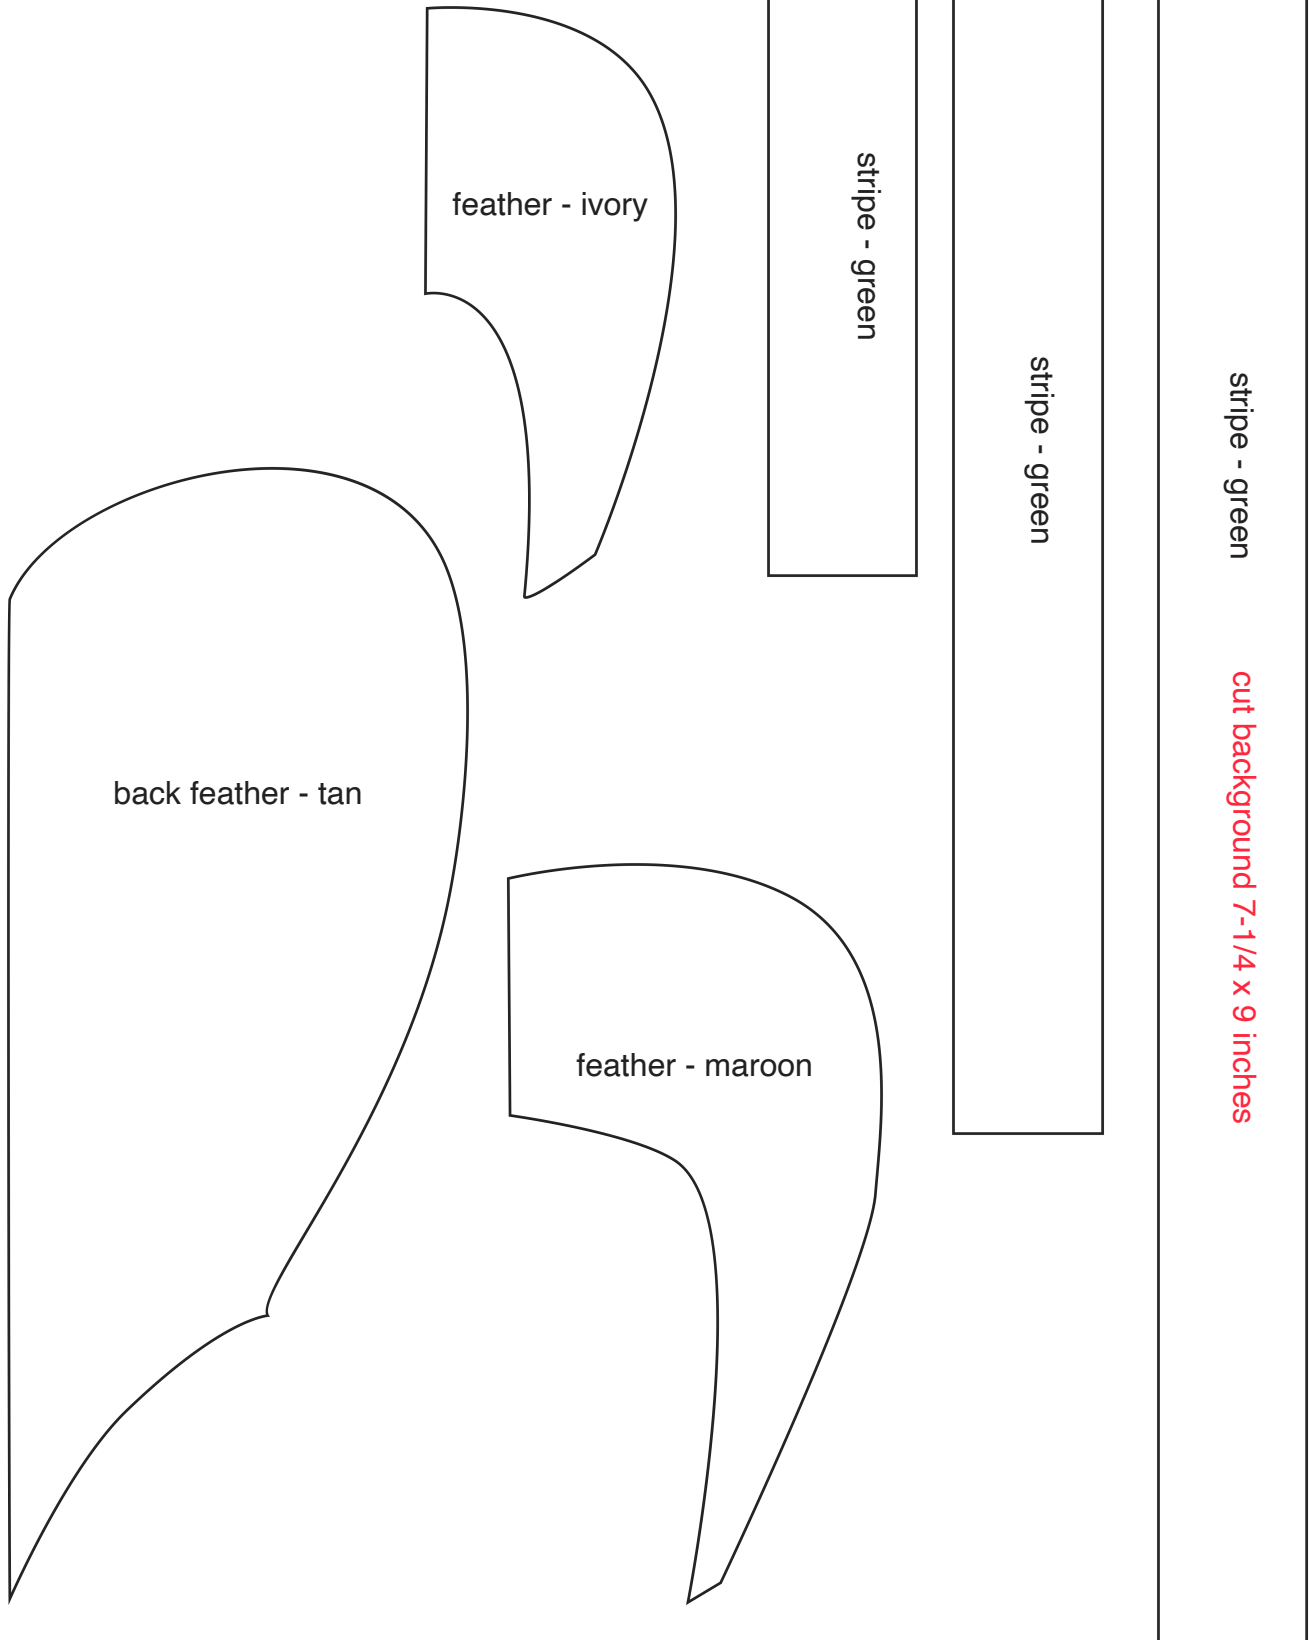 feather - ivory
stripe - green
stripe - green
stripe - green
cut background 7-1/4 x 9 inches
back feather - tan
feather - maroon